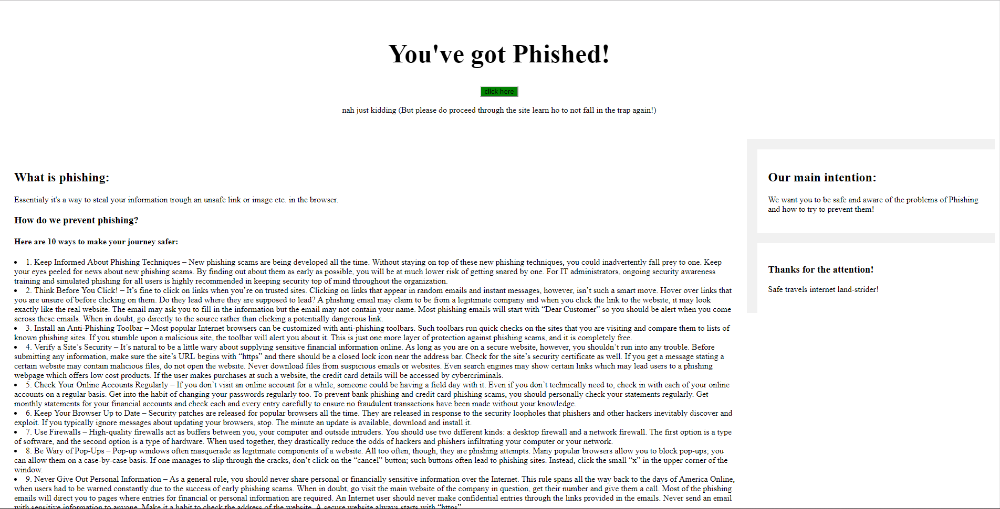 You've got Phished!
click here
nah just kidding (But please do proceed through the site learn ho to not fall in the trap again!)
What is phishing:
Essentialy it's a way to steal your information trough an unsafe link or image etc. in the browser.
How do we prevent phishing?
Here are 10 ways to make your journey safer:
• 1. Keep Informed About Phishing Techniques – New phishing scams are being developed all the time. Without staying on top of these new phishing techniques, you could inadvertently fall prey to one. Keep
your eyes peeled for news about new phishing scams. By finding out about them as early as possible, you will be at much lower risk of getting snared by one. For IT administrators, ongoing security awareness
training and simulated phishing for all users is highly recommended in keeping security top of mind throughout the organization.
• 2. Think Before You Click! – It’s fine to click on links when you’re on trusted sites. Clicking on links that appear in random emails and instant messages, however, isn’t such a smart move. Hover over links that
you are unsure of before clicking on them. Do they lead where they are supposed to lead? A phishing email may claim to be from a legitimate company and when you click the link to the website, it may look
exactly like the real website. The email may ask you to fill in the information but the email may not contain your name. Most phishing emails will start with “Dear Customer” so you should be alert when you come
across these emails. When in doubt, go directly to the source rather than clicking a potentially dangerous link.
• 3. Install an Anti-Phishing Toolbar – Most popular Internet browsers can be customized with anti-phishing toolbars. Such toolbars run quick checks on the sites that you are visiting and compare them to lists of
known phishing sites. If you stumble upon a malicious site, the toolbar will alert you about it. This is just one more layer of protection against phishing scams, and it is completely free.
• 4. Verify a Site’s Security – It’s natural to be a little wary about supplying sensitive financial information online. As long as you are on a secure website, however, you shouldn’t run into any trouble. Before
submitting any information, make sure the site’s URL begins with “https” and there should be a closed lock icon near the address bar. Check for the site’s security certificate as well. If you get a message stating a
certain website may contain malicious files, do not open the website. Never download files from suspicious emails or websites. Even search engines may show certain links which may lead users to a phishing
webpage which offers low cost products. If the user makes purchases at such a website, the credit card details will be accessed by cybercriminals.
• 5. Check Your Online Accounts Regularly – If you don’t visit an online account for a while, someone could be having a field day with it. Even if you don’t technically need to, check in with each of your online
accounts on a regular basis. Get into the habit of changing your passwords regularly too. To prevent bank phishing and credit card phishing scams, you should personally check your statements regularly. Get
monthly statements for your financial accounts and check each and every entry carefully to ensure no fraudulent transactions have been made without your knowledge.
• 6. Keep Your Browser Up to Date – Security patches are released for popular browsers all the time. They are released in response to the security loopholes that phishers and other hackers inevitably discover and
exploit. If you typically ignore messages about updating your browsers, stop. The minute an update is available, download and install it.
• 7. Use Firewalls – High-quality firewalls act as buffers between you, your computer and outside intruders. You should use two different kinds: a desktop firewall and a network firewall. The first option is a type
of software, and the second option is a type of hardware. When used together, they drastically reduce the odds of hackers and phishers infiltrating your computer or your network.
• 8. Be Wary of Pop-Ups – Pop-up windows often masquerade as legitimate components of a website. All too often, though, they are phishing attempts. Many popular browsers allow you to block pop-ups; you
can allow them on a case-by-case basis. If one manages to slip through the cracks, don’t click on the “cancel” button; such buttons often lead to phishing sites. Instead, click the small “x” in the upper corner of the
window.
• 9. Never Give Out Personal Information – As a general rule, you should never share personal or financially sensitive information over the Internet. This rule spans all the way back to the days of America Online,
when users had to be warned constantly due to the success of early phishing scams. When in doubt, go visit the main website of the company in question, get their number and give them a call. Most of the phishing
emails will direct you to pages where entries for financial or personal information are required. An Internet user should never make confidential entries through the links provided in the emails. Never send an email
with sensitive information to anyone. Make it a habit to check the address of the website. A secure website always starts with “https”
Our main intention:
We want you to be safe and aware of the problems of Phishing
and how to try to prevent them!
Thanks for the attention!
Safe travels internet land-strider!